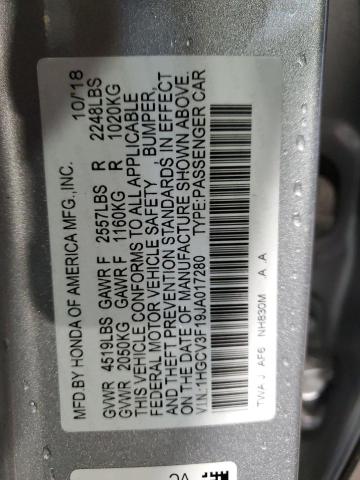 MFD.BY HONDA OF AMERICA MFG.,INC. 10/'18
GVWR 4519LBS GAWR F 2557LBS R 2248LBS
GVWR 2050KG GAWR F 1160KG R 1020KG
THIS VEHICLE CONFORMS TO ALL APPLICABLE
FEDERAL MOTOR VEHICLE SAFETY, BUMPER,
AND THEFT PREVENTION STANDARDS IN EFFECT
ON THE DATE OF MANUFACTURE SHOWN ABOVE.
VIN:1HGCV3F19JA017280 TYPE:PASSENGER CAR
TWA J AF6 NH830M A A